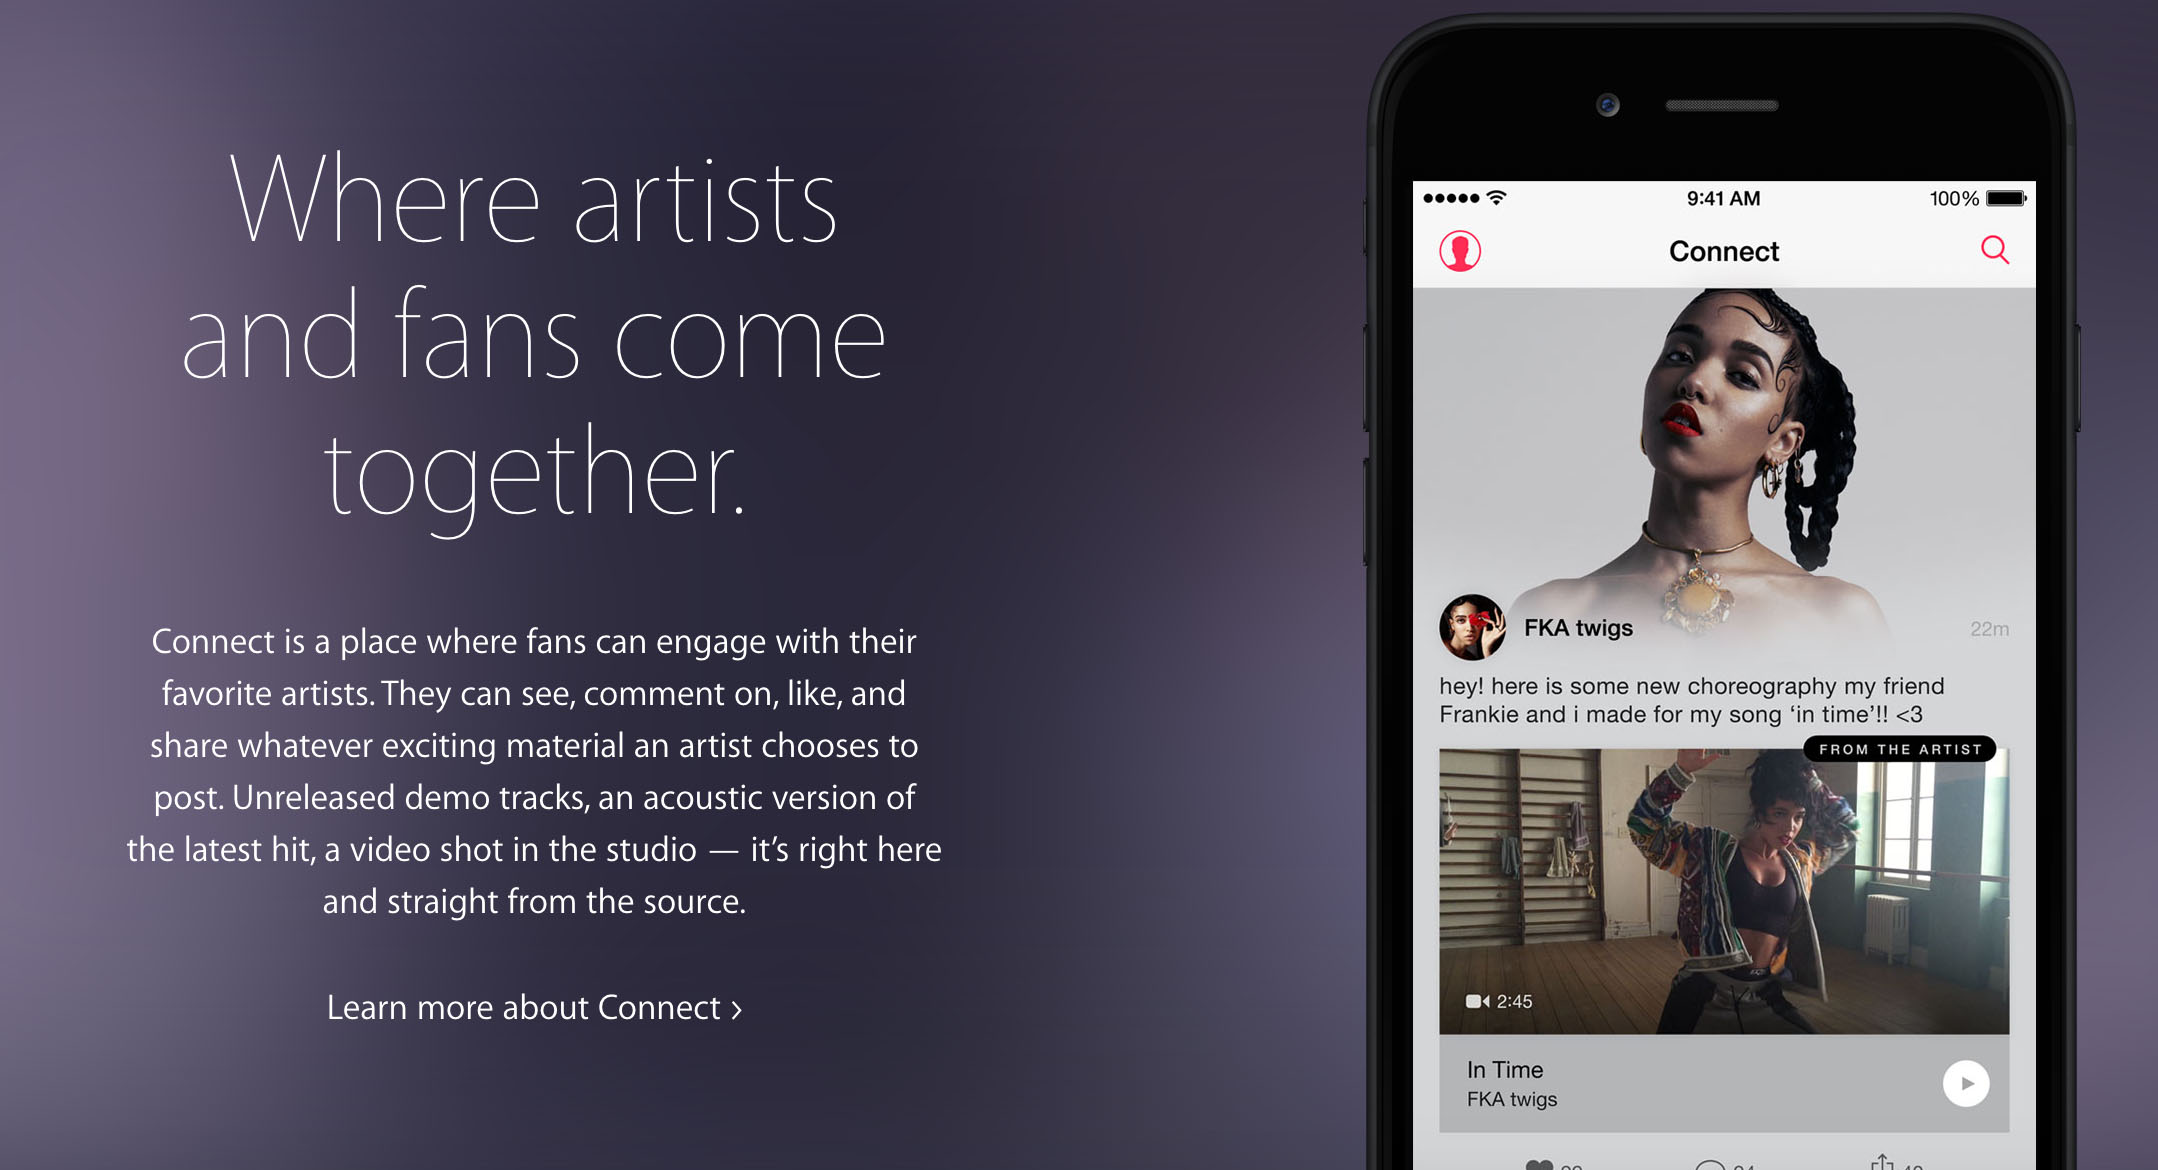 Where artists
and fans come
together.
Connect is a place where fans can engage with their
favorite artists. They can see, comment on, like, and
share whatever exciting material an artist chooses to
post. Unreleased demo tracks, an acoustic version of
the latest hit, a video shot in the studio — it’s right here
and straight from the source.
Learn more about Connect ›
9:41 AM
100%
Connect
FKA twigs
22m
hey! here is some new choreography my friend
Frankie and i made for my song ‘in time’!! <3
FROM THE ARTIST
2:45
In Time
FKA twigs